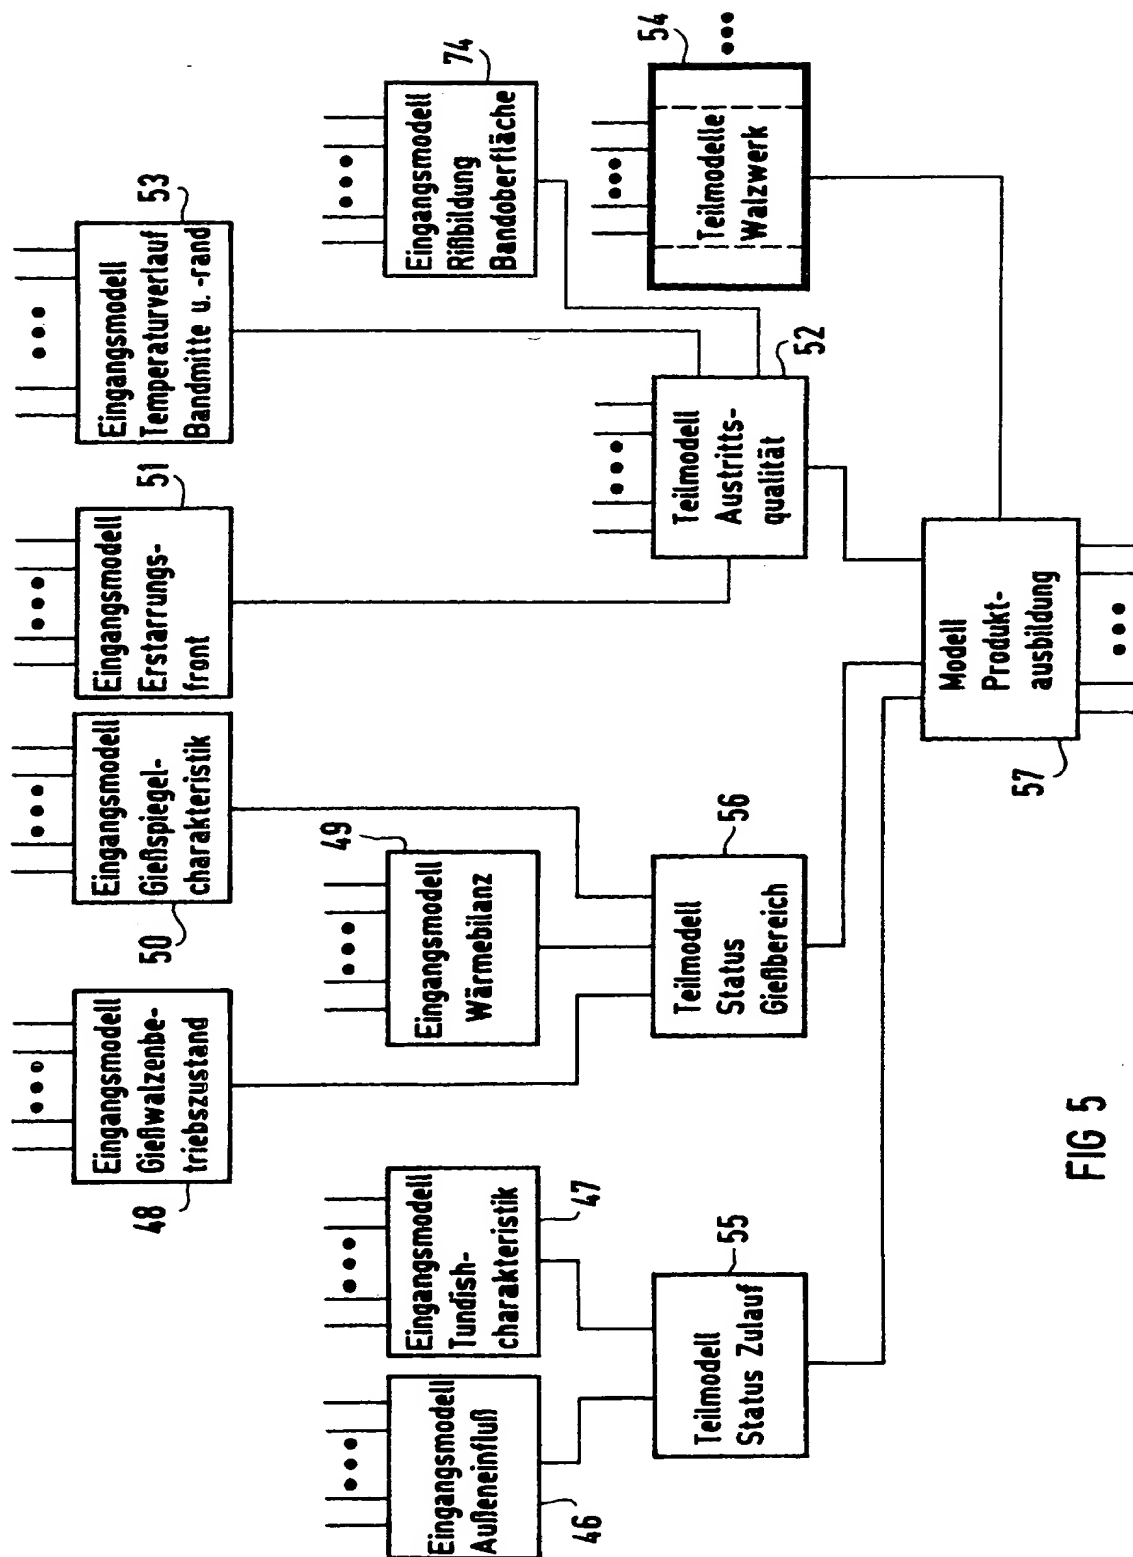 Eingangsmodell
Außeneinfluß
46
Eingangsmodell
Tundish-
charakteristik
47
Eingangsmodell
Gießwalzenbe-
triebszustand
48
Eingangsmodell
Wärmebilanz
49
Eingangsmodell
Gießspiegel-
charakteristik
50
Eingangsmodell
Erstarrungs-
front
51
Eingangsmodell
Temperaturverlauf
Bandmitte u. -rand
53
Eingangsmodell
Rißbildung
Bandoberfläche
74
Teilmodell
Status Zulauf
55
Teilmodell
Status
Gießbereich
56
Teilmodell
Austritts-
qualität
52
Teilmodelle
Walzwerk
54
Modell
Produkt-
ausbildung
57
FIG 5